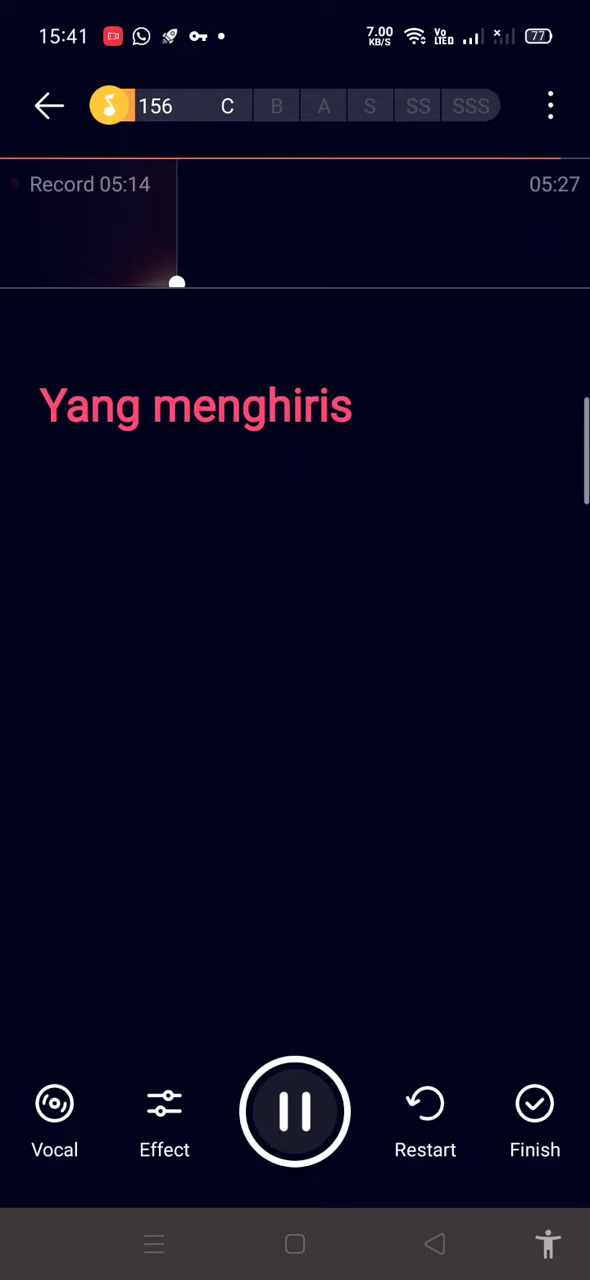 15:41 7.00 KB/S Vo LTED 77
156 C B A S SS SSS
Record 05:14 05:27
Yang menghiris
Vocal Effect Restart Finish